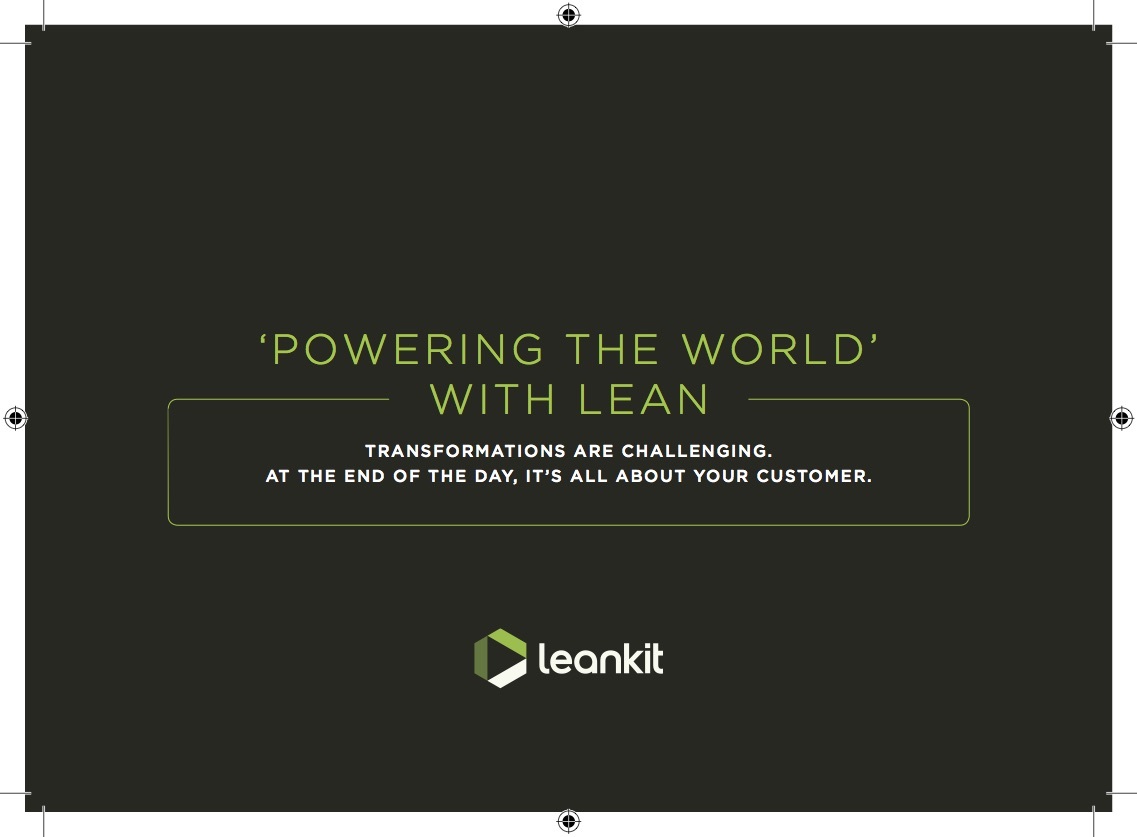 ‘POWERING THE WORLD’
WITH LEAN
TRANSFORMATIONS ARE CHALLENGING.
AT THE END OF THE DAY, IT’S ALL ABOUT YOUR CUSTOMER.
leankit